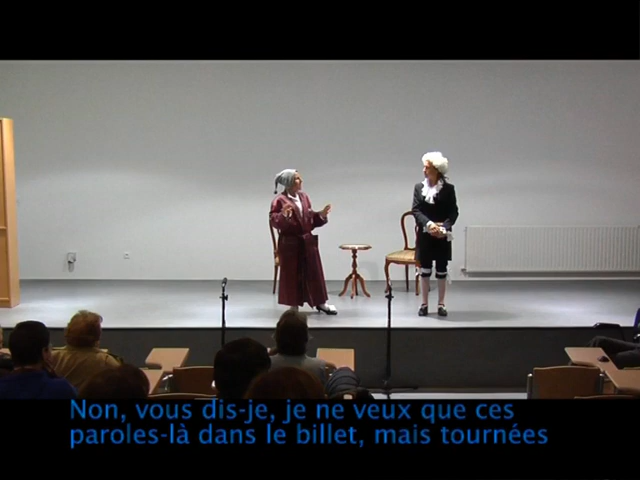 Non, vous dis-je, je ne veux que ces
paroles-là dans le billet, mais tournées